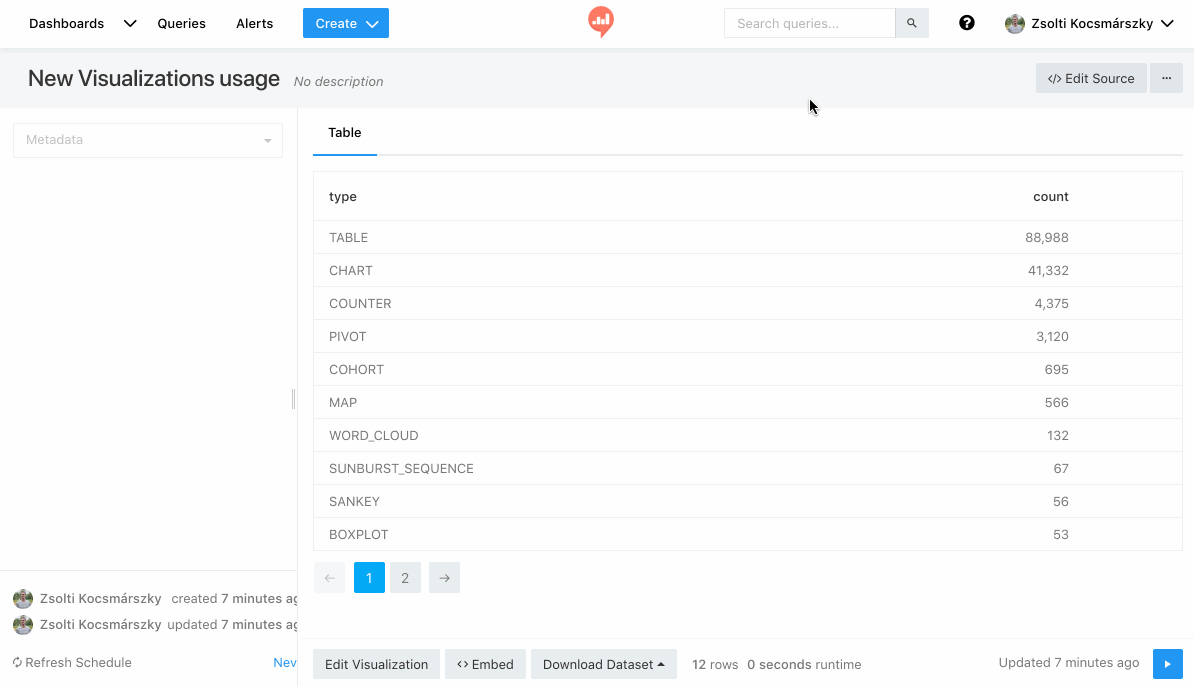 Dashboards Queries Alerts Create Search queries... Zsolti Kocsmárszky
New Visualizations usage No description </> Edit Source ...
Metadata
Table
type count
TABLE 88,988
CHART 41,332
COUNTER 4,375
PIVOT 3,120
COHORT 695
MAP 566
WORD_CLOUD 132
SUNBURST_SEQUENCE 67
SANKEY 56
BOXPLOT 53
← 1 2 →
Zsolti Kocsmárszky created 7 minutes ag
Zsolti Kocsmárszky updated 7 minutes ag
Refresh Schedule Nev
Edit Visualization <> Embed Download Dataset 12 rows 0 seconds runtime Updated 7 minutes ago